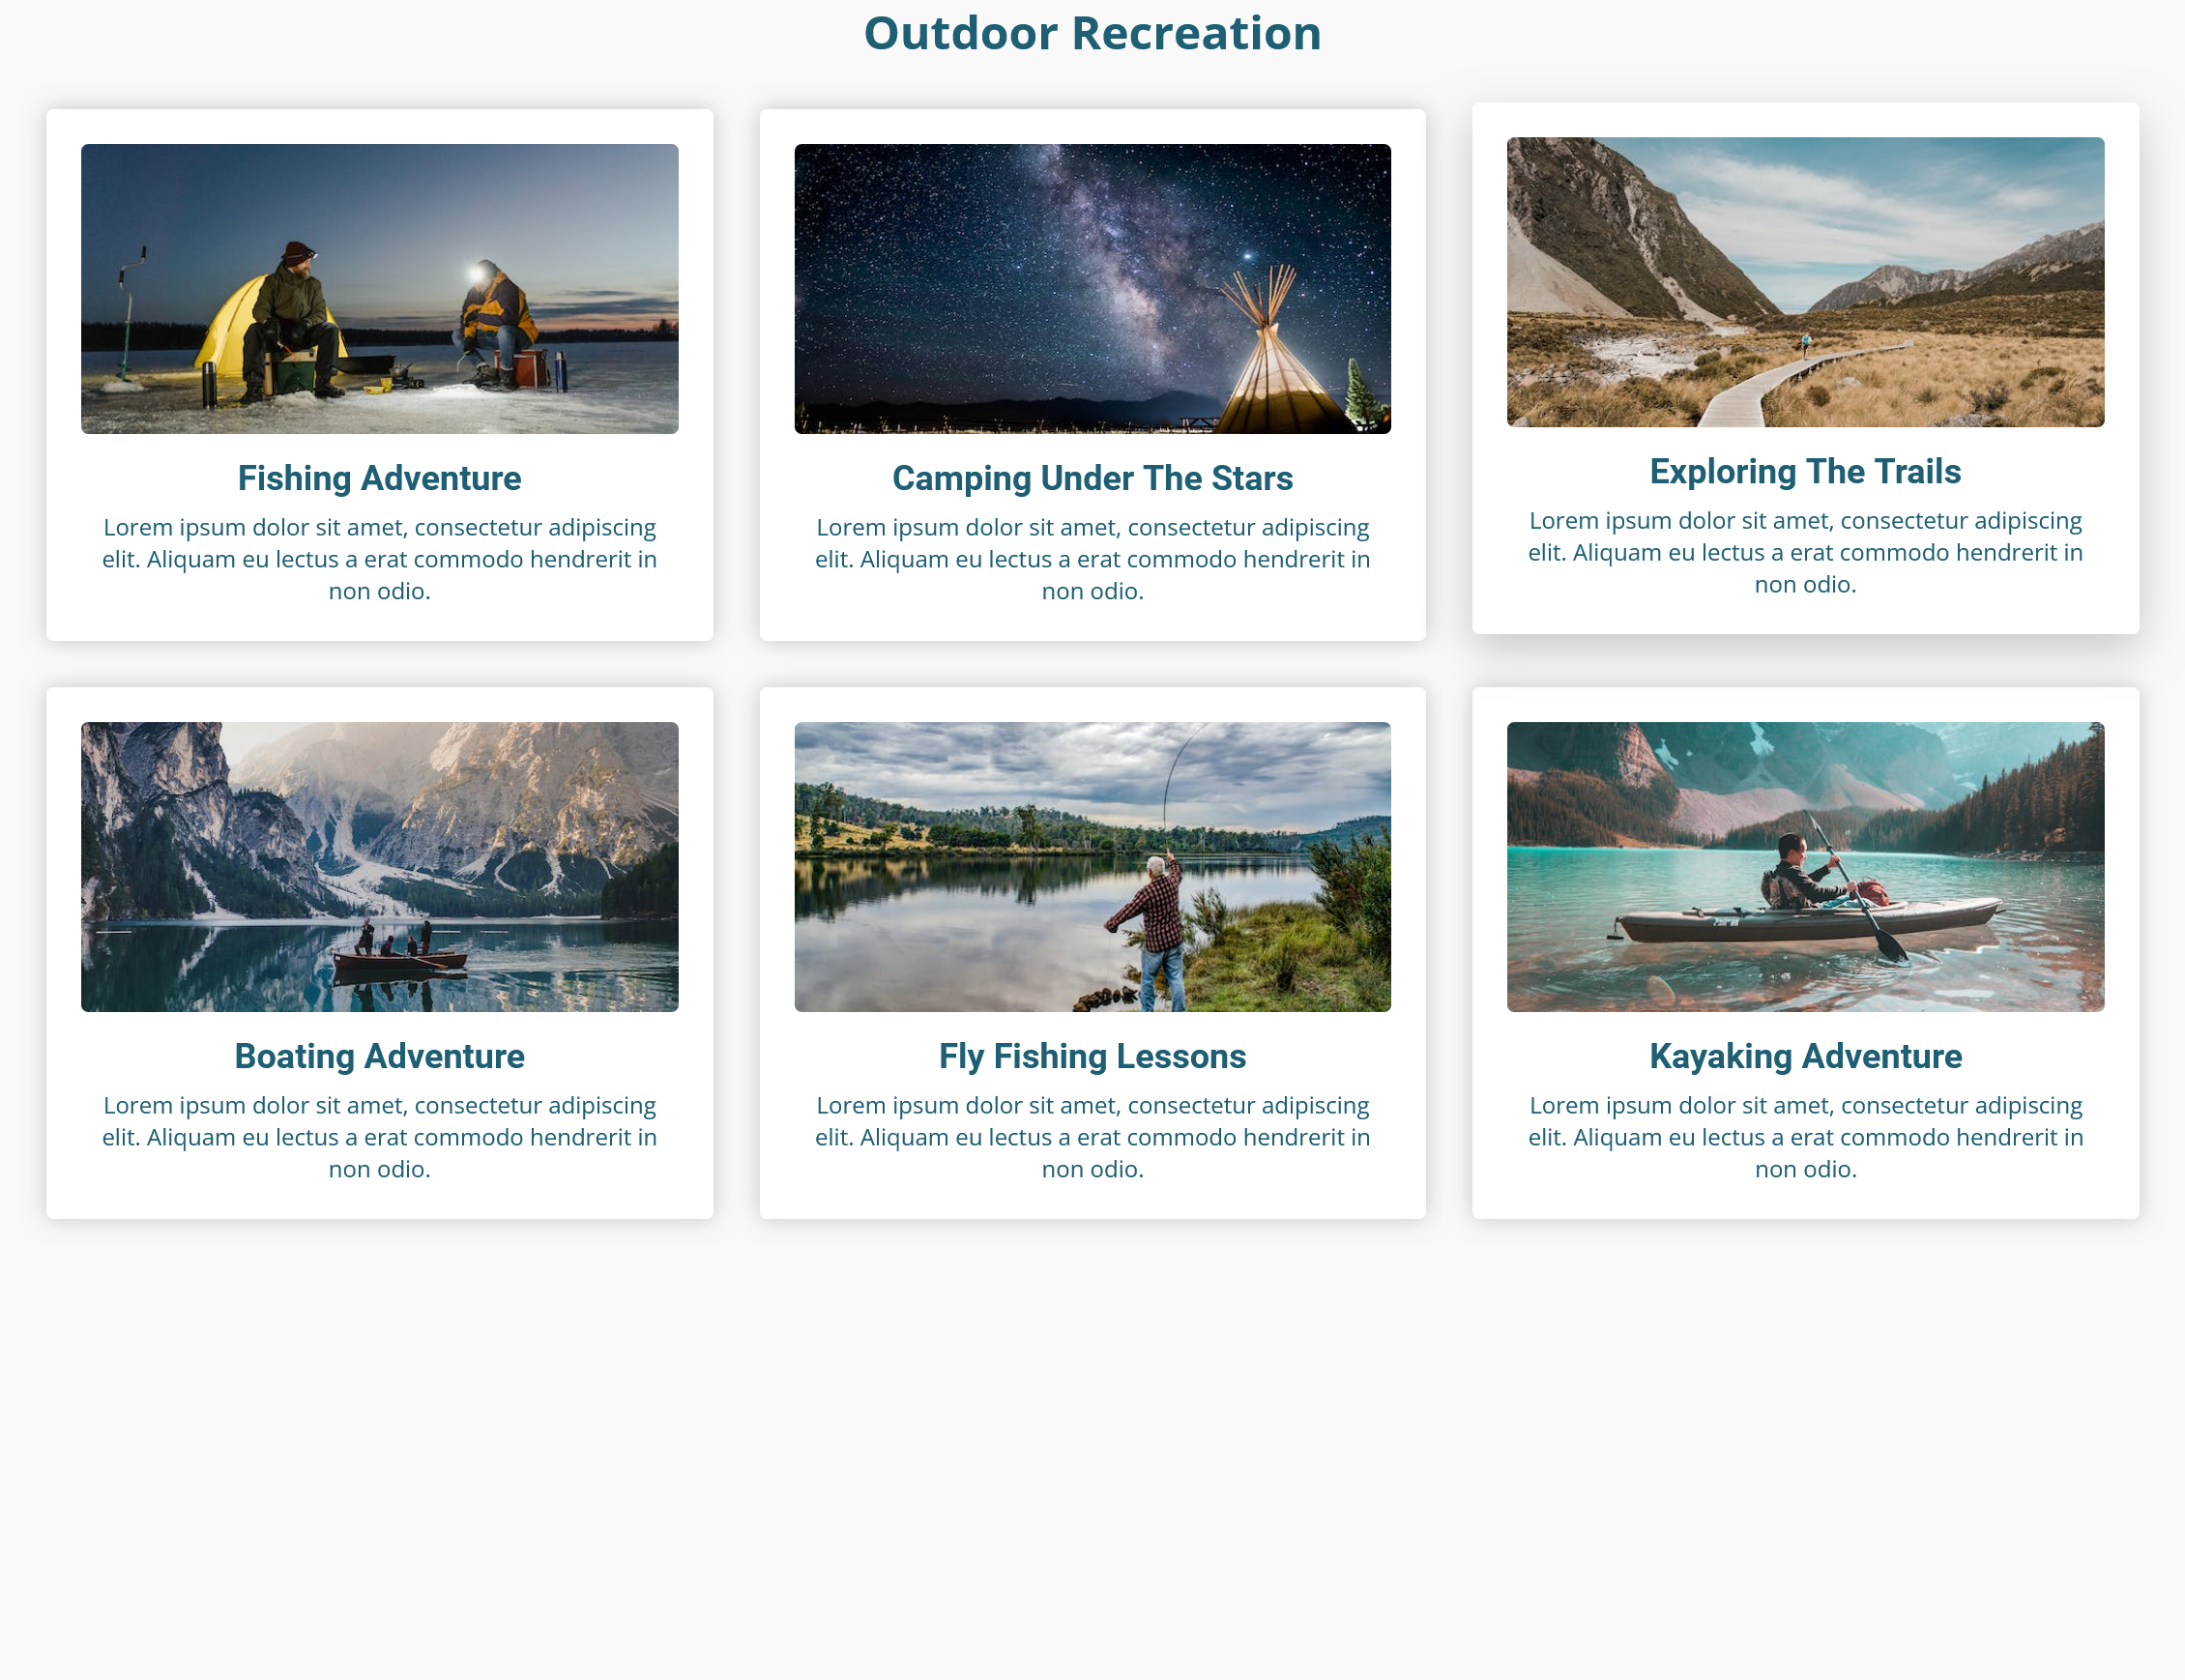 Outdoor Recreation
Fishing Adventure
Lorem ipsum dolor sit amet, consectetur adipiscing
elit. Aliquam eu lectus a erat commodo hendrerit in
non odio.
Camping Under The Stars
Lorem ipsum dolor sit amet, consectetur adipiscing
elit. Aliquam eu lectus a erat commodo hendrerit in
non odio.
Exploring The Trails
Lorem ipsum dolor sit amet, consectetur adipiscing
elit. Aliquam eu lectus a erat commodo hendrerit in
non odio.
Boating Adventure
Lorem ipsum dolor sit amet, consectetur adipiscing
elit. Aliquam eu lectus a erat commodo hendrerit in
non odio.
Fly Fishing Lessons
Lorem ipsum dolor sit amet, consectetur adipiscing
elit. Aliquam eu lectus a erat commodo hendrerit in
non odio.
Kayaking Adventure
Lorem ipsum dolor sit amet, consectetur adipiscing
elit. Aliquam eu lectus a erat commodo hendrerit in
non odio.